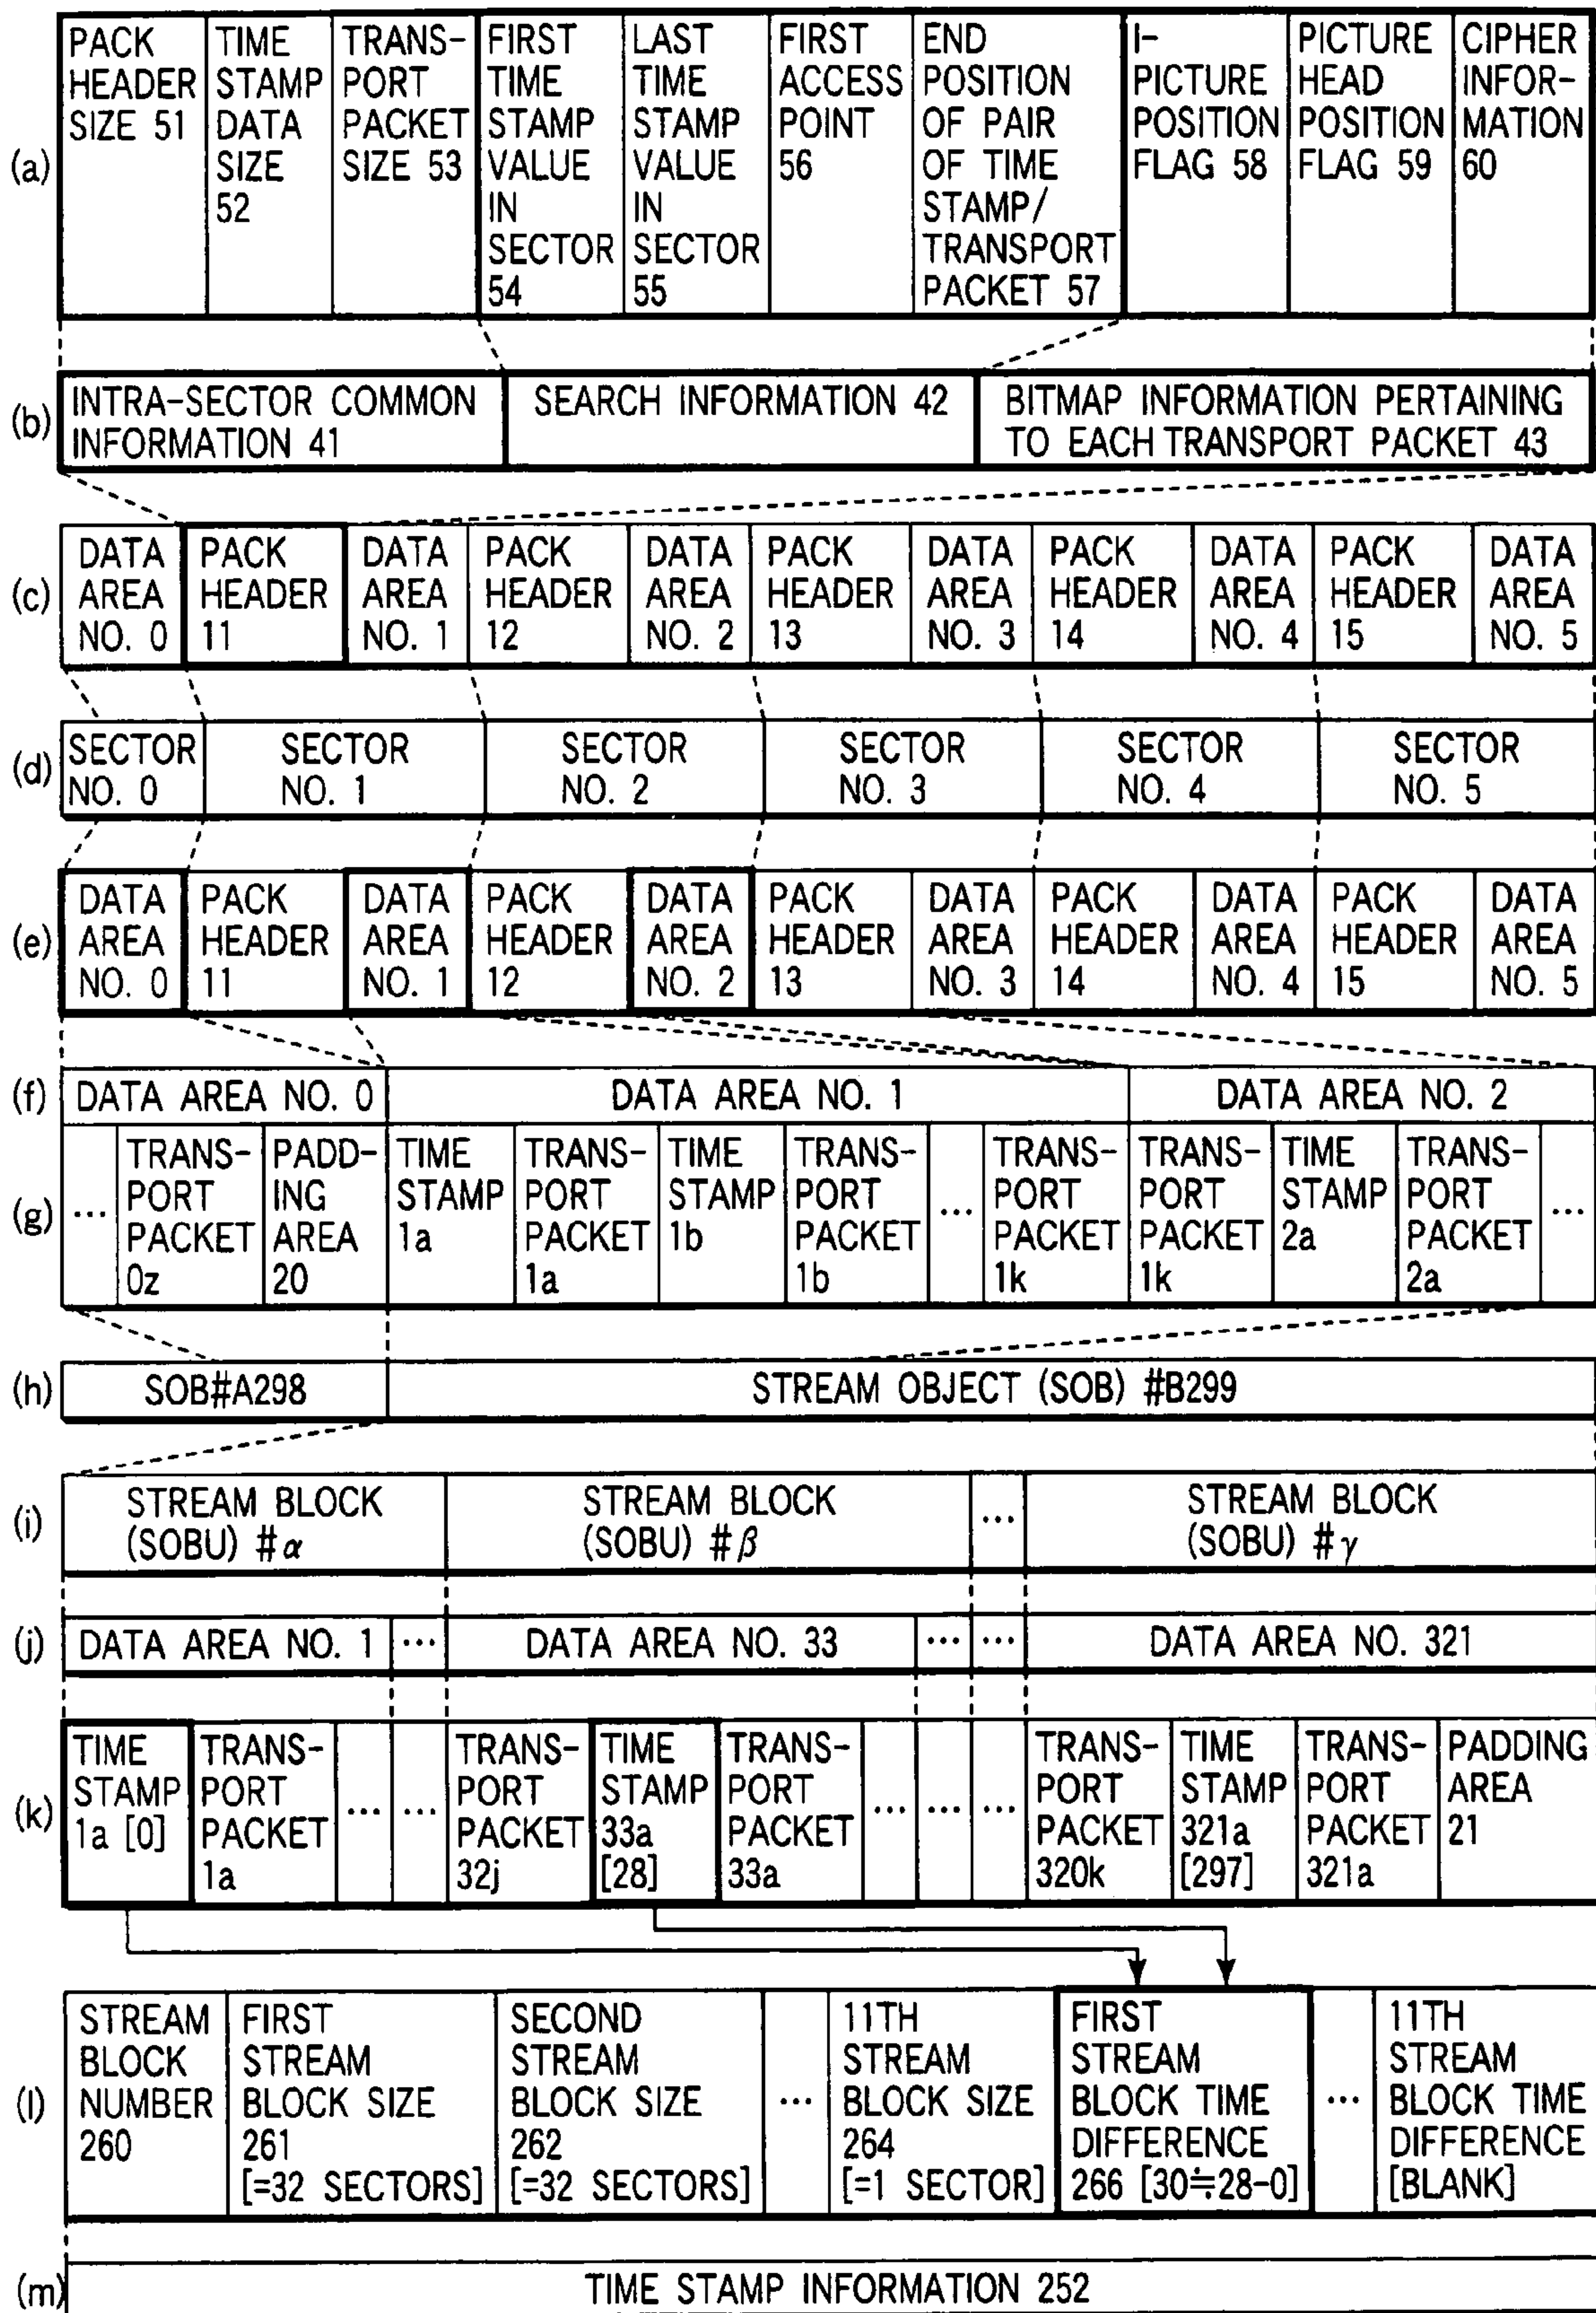 (a)
PACK
HEADER
SIZE 51
TIME
STAMP
DATA
SIZE
52
TRANS-
PORT
PACKET
SIZE 53
FIRST
TIME
STAMP
VALUE
IN
SECTOR
54
LAST
TIME
STAMP
VALUE
IN
SECTOR
55
FIRST
ACCESS
POINT
56
END
POSITION
OF PAIR
OF TIME
STAMP/
TRANSPORT
PACKET 57
I-
PICTURE
POSITION
FLAG 58
PICTURE
HEAD
POSITION
FLAG 59
CIPHER
INFOR-
MATION
60
(b)
INTRA-SECTOR COMMON
INFORMATION 41
SEARCH INFORMATION 42
BITMAP INFORMATION PERTAINING
TO EACH TRANSPORT PACKET 43
(c)
DATA
AREA
NO. 0
PACK
HEADER
11
DATA
AREA
NO. 1
PACK
HEADER
12
DATA
AREA
NO. 2
PACK
HEADER
13
DATA
AREA
NO. 3
PACK
HEADER
14
DATA
AREA
NO. 4
PACK
HEADER
15
DATA
AREA
NO. 5
(d)
SECTOR
NO. 0
SECTOR
NO. 1
SECTOR
NO. 2
SECTOR
NO. 3
SECTOR
NO. 4
SECTOR
NO. 5
(e)
DATA
AREA
NO. 0
PACK
HEADER
11
DATA
AREA
NO. 1
PACK
HEADER
12
DATA
AREA
NO. 2
PACK
HEADER
13
DATA
AREA
NO. 3
PACK
HEADER
14
DATA
AREA
NO. 4
PACK
HEADER
15
DATA
AREA
NO. 5
(f)
DATA AREA NO. 0
DATA AREA NO. 1
DATA AREA NO. 2
(g)
...
TRANS-
PORT
PACKET
0z
PADD-
ING
AREA
20
TIME
STAMP
1a
TRANS-
PORT
PACKET
1a
TIME
STAMP
1b
TRANS-
PORT
PACKET
1b
...
TRANS-
PORT
PACKET
1k
TRANS-
PORT
PACKET
1k
TIME
STAMP
2a
TRANS-
PORT
PACKET
2a
...
(h)
SOB#A298
STREAM OBJECT (SOB) #B299
(i)
STREAM BLOCK
(SOBU) #α
STREAM BLOCK
(SOBU) #β
...
STREAM BLOCK
(SOBU) #γ
(j)
DATA AREA NO. 1
...
DATA AREA NO. 33
...
...
DATA AREA NO. 321
(k)
TIME
STAMP
1a [0]
TRANS-
PORT
PACKET
1a
...
...
TRANS-
PORT
PACKET
32j
TIME
STAMP
33a
[28]
TRANS-
PORT
PACKET
33a
...
...
...
TRANS-
PORT
PACKET
320k
TIME
STAMP
321a
[297]
TRANS-
PORT
PACKET
321a
PADDING
AREA
21
(l)
STREAM
BLOCK
NUMBER
260
FIRST
STREAM
BLOCK SIZE
261
[=32 SECTORS]
SECOND
STREAM
BLOCK SIZE
262
[=32 SECTORS]
...
11TH
STREAM
BLOCK SIZE
264
[=1 SECTOR]
FIRST
STREAM
BLOCK TIME
DIFFERENCE
266 [30≒28-0]
...
11TH
STREAM
BLOCK TIME
DIFFERENCE
[BLANK]
(m)
TIME STAMP INFORMATION 252